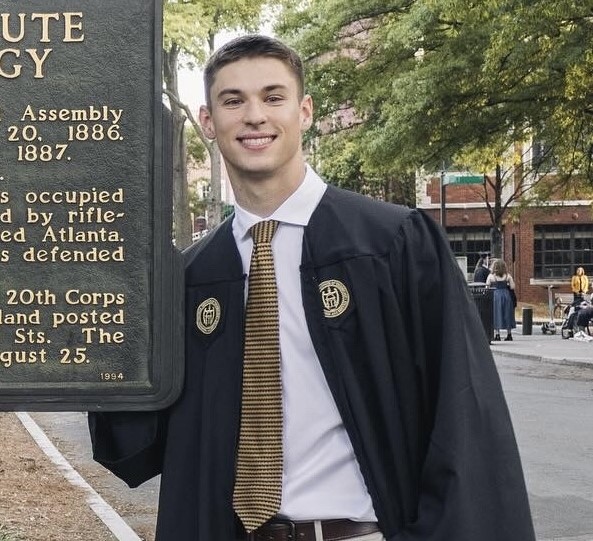 UTE
GY
Assembly
20, 1886.
1887.
s occupied
d by rifle-
ed Atlanta.
s defended
20th Corps
land posted
Sts. The
gust 25.
1994